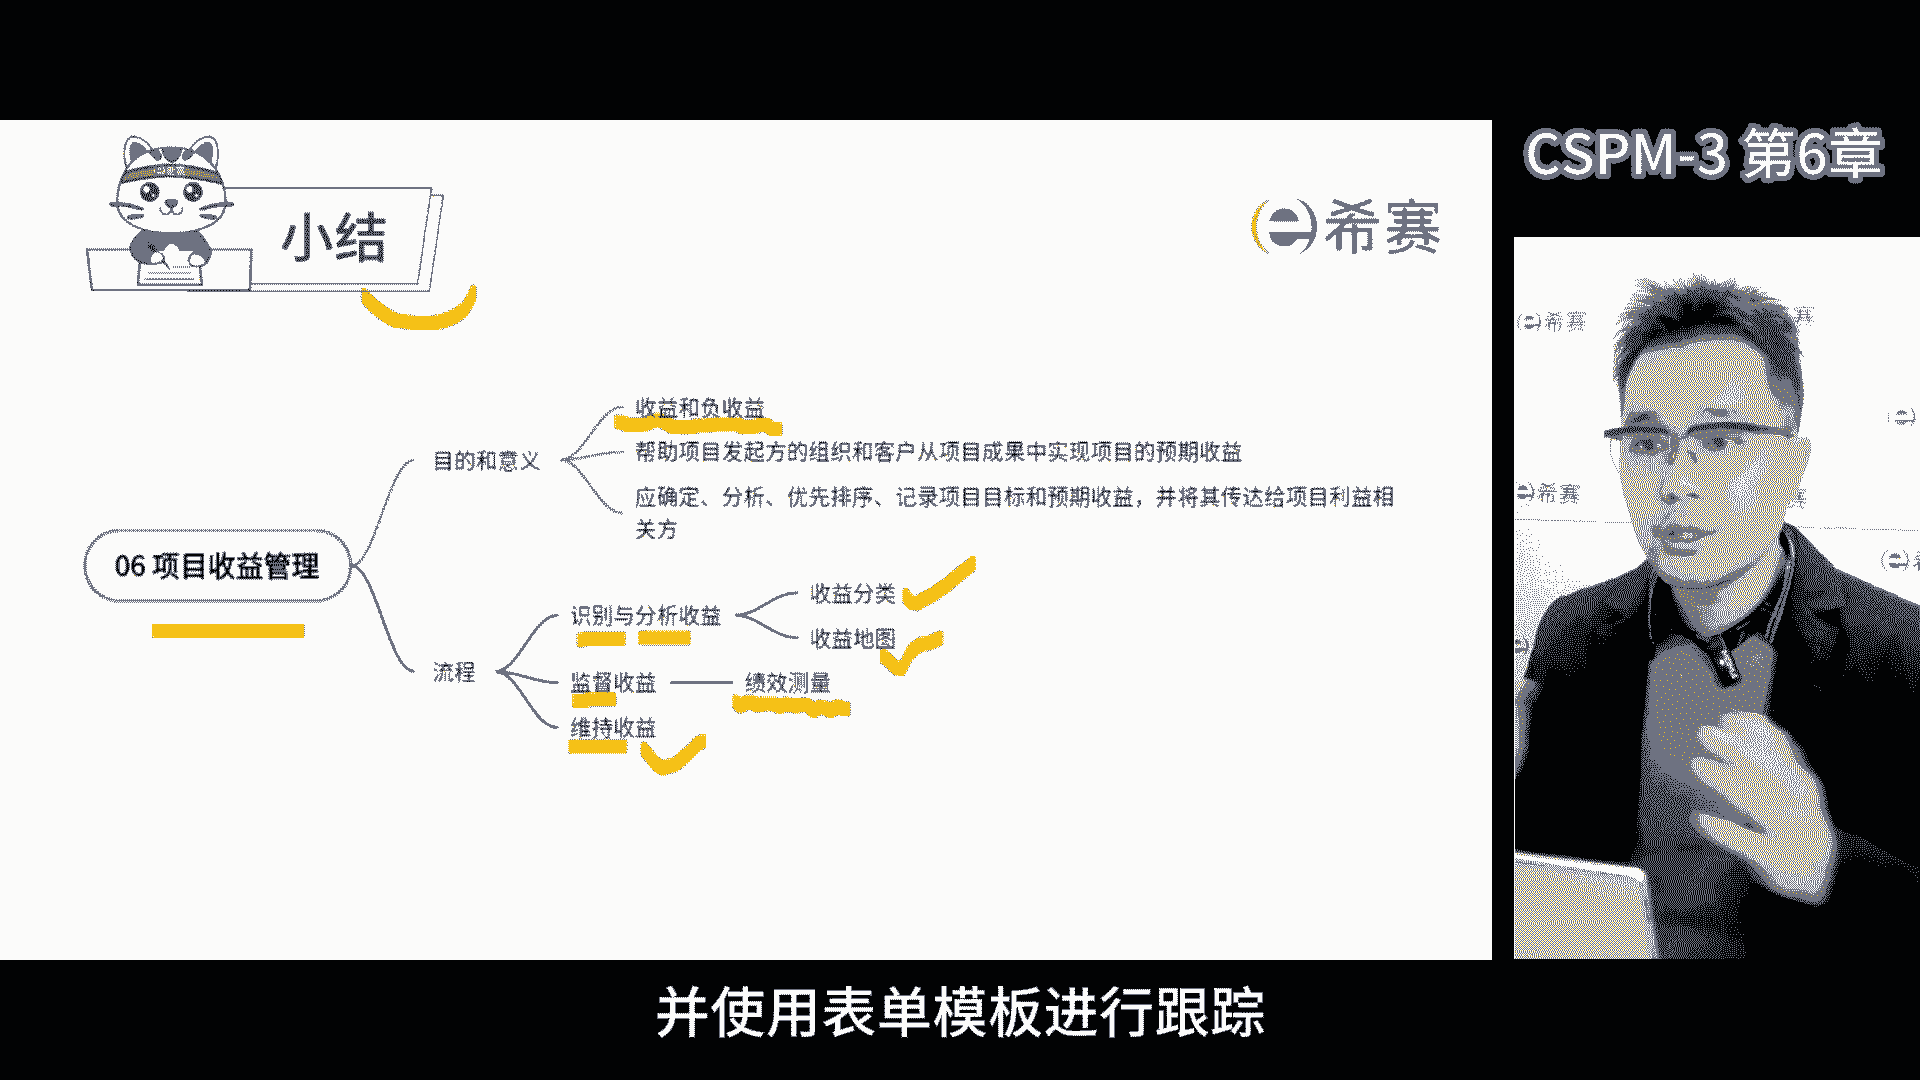 CSPM-3 第6章
小结
希赛
收益和负收益
目的和意义
帮助项目发起方的组织和客户从项目成果中实现项目的预期收益
应确定、分析、优先排序、记录项目目标和预期收益，并将其传达给项目利益相
关方
06 项目收益管理
收益分类
识别与分析收益
收益地图
流程
监督收益
绩效测量
维持收益
希赛
希赛
并使用表单模板进行跟踪